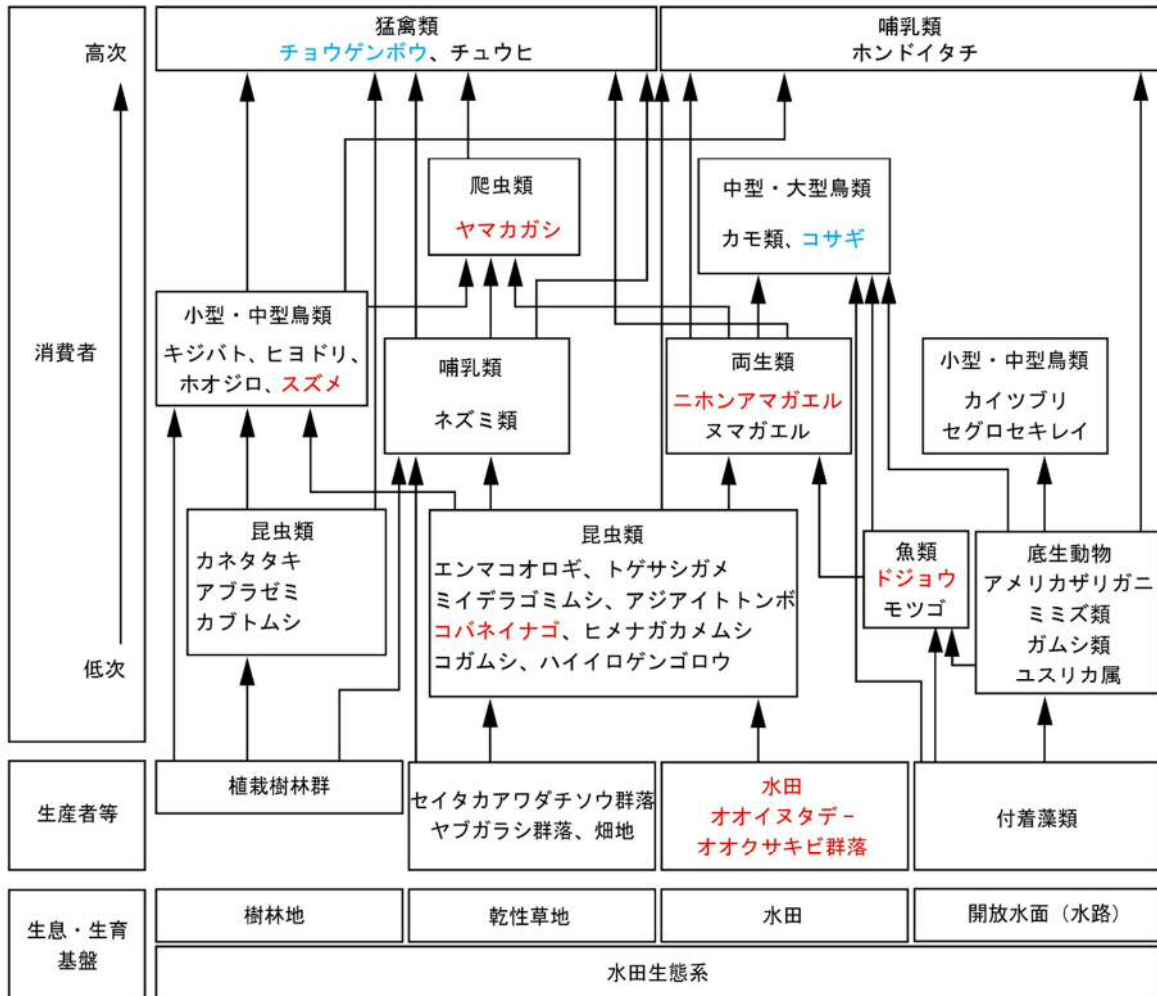 高次
消費者
低次
猛禽類
チョウゲンボウ、チュウヒ
哺乳類
ホンドイタチ
爬虫類
ヤマカガシ
中型・大型鳥類
カモ類、コサギ
小型・中型鳥類
キジバト、ヒヨドリ、
ホオジロ、スズメ
哺乳類
ネズミ類
両生類
ニホンアマガエル
ヌマガエル
小型・中型鳥類
カイツブリ
セグロセキレイ
昆虫類
カネタタキ
アブラゼミ
カブトムシ
昆虫類
エンマコオロギ、トゲサシガメ
ミイデラゴミムシ、アジアイトトンボ
コバネイナゴ、ヒメナガカメムシ
コガムシ、ハイイロゲンゴロウ
魚類
ドジョウ
モツゴ
底生動物
アメリカザリガニ
ミミズ類
ガムシ類
ユスリカ属
生産者等
植栽樹林群
セイタカアワダチソウ群落
ヤブガラシ群落、畑地
水田
オオイヌタデ－
オオクサキビ群落
付着藻類
生息・生育
基盤
樹林地
乾性草地
水田
開放水面（水路）
水田生態系